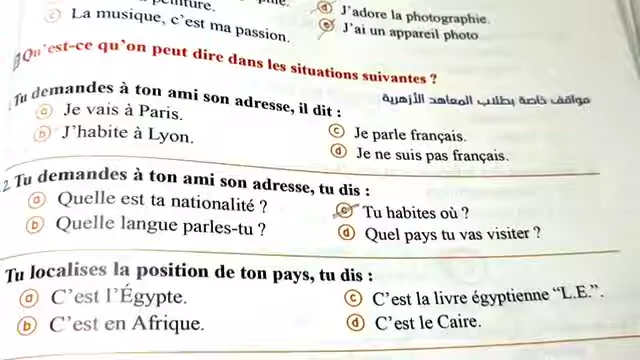 peinture.
ⓒ La musique, c'est ma passion.
ⓓ J'adore la photographie.
ⓔ J'ai un appareil photo
Qu'est-ce qu'on peut dire dans les situations suivantes ?
مواقف خاصة بطلاب المعاهد الأزهرية
1. Tu demandes à ton ami son adresse, il dit :
ⓐ Je vais à Paris.
ⓑ J'habite à Lyon.
ⓒ Je parle français.
ⓓ Je ne suis pas français.
2. Tu demandes à ton ami son adresse, tu dis :
ⓐ Quelle est ta nationalité ?
ⓑ Quelle langue parles-tu ?
ⓒ Tu habites où ?
ⓓ Quel pays tu vas visiter ?
Tu localises la position de ton pays, tu dis :
ⓐ C'est l'Égypte.
ⓑ C'est en Afrique.
ⓒ C'est la livre égyptienne “L.E.”.
ⓓ C'est le Caire.